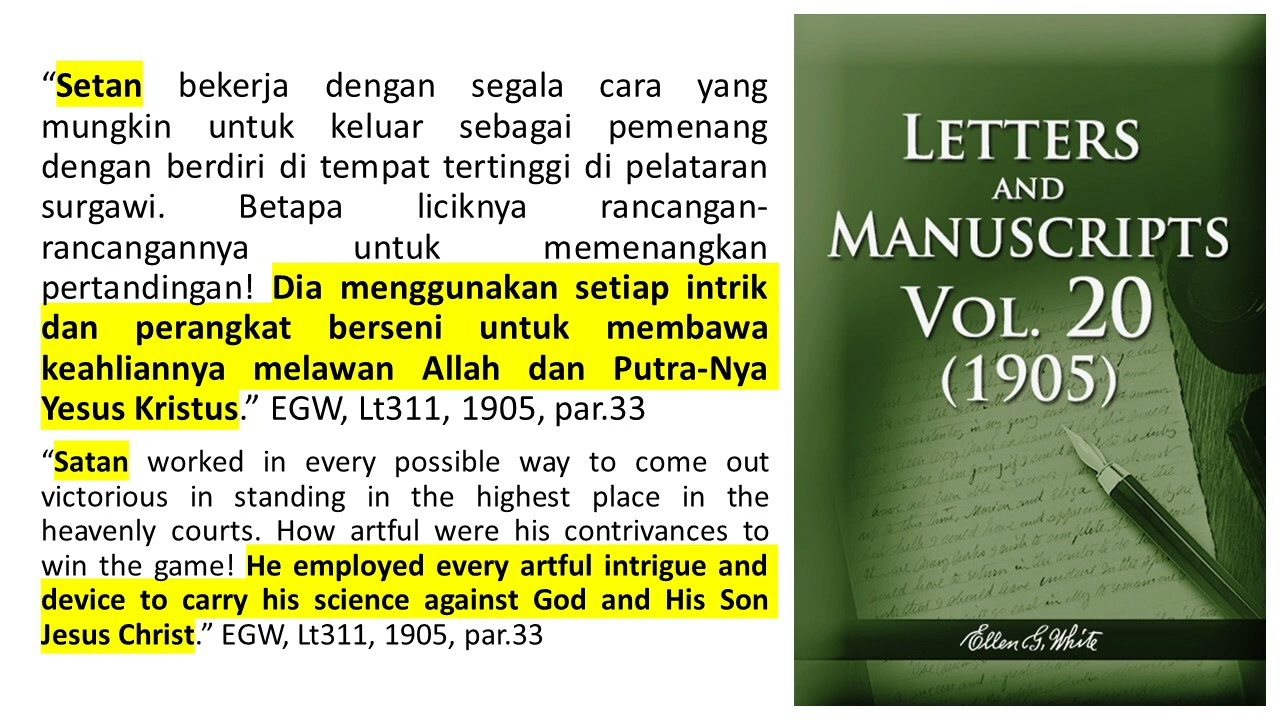 “Setan bekerja dengan segala cara yang
mungkin untuk keluar sebagai pemenang
dengan berdiri di tempat tertinggi di pelataran
surgawi. Betapa liciknya rancangan-
rancangannya untuk memenangkan
pertandingan! Dia menggunakan setiap intrik
dan perangkat berseni untuk membawa
keahliannya melawan Allah dan Putra-Nya
Yesus Kristus.” EGW, Lt311, 1905, par.33
“Satan worked in every possible way to come out
victorious in standing in the highest place in the
heavenly courts. How artful were his contrivances to
win the game! He employed every artful intrigue and
device to carry his science against God and His Son
Jesus Christ.” EGW, Lt311, 1905, par.33
LETTERS
AND
MANUSCRIPTS
VOL. 20
(1905)
Ellen G. White